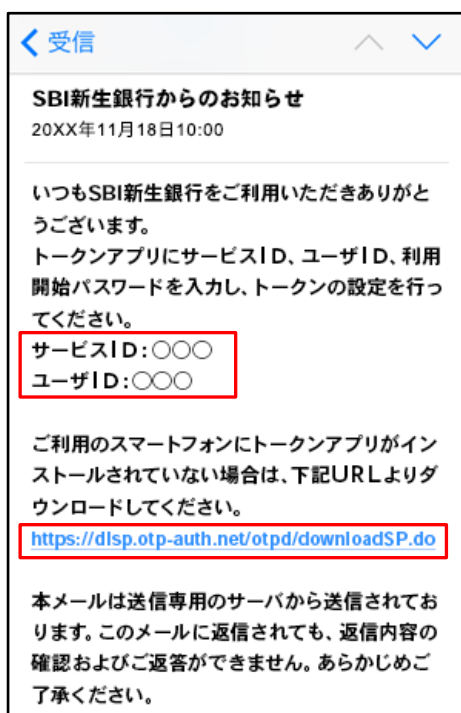 受信
SBI新生銀行からのお知らせ
20XX年11月18日10:00
いつもSBI新生銀行をご利用いただきありがと
うございます。
トークンアプリにサービスID、ユーザID、利用
開始パスワードを入力し、トークンの設定を行っ
てください。
サービスID:○○○
ユーザID:○○○
ご利用のスマートフォンにトークンアプリがイン
ストールされていない場合は、下記URLよりダ
ウンロードしてください。
https://dlsp.otp-auth.net/otpd/downloadSP.do
本メールは送信専用のサーバから送信されてお
ります。このメールに返信されても、返信内容の
確認およびご返答ができません。あらかじめご
了承ください。